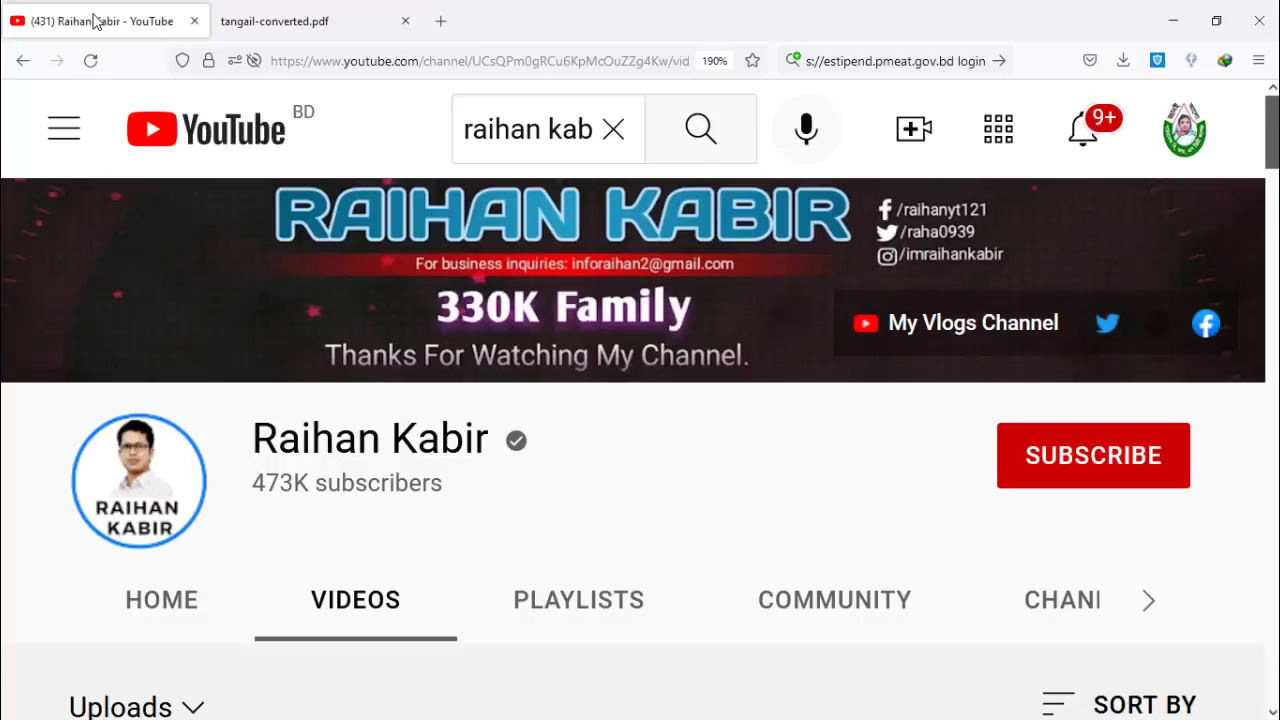 (431) Raihan Kabir - YouTube
tangail-converted.pdf
https://www.youtube.com/channel/UCsQPm0gRCu6KpMcOuZZg4Kw/vid
190%
s://estipend.pmeat.gov.bd login
YouTube BD
raihan kab
9+
RAIHAN KABIR
/raihanyt121
/raha0939
/imraihankabir
For business inquiries: inforaihan2@gmail.com
330K Family
Thanks For Watching My Channel.
My Vlogs Channel
RAIHAN
KABIR
Raihan Kabir
473K subscribers
SUBSCRIBE
HOME
VIDEOS
PLAYLISTS
COMMUNITY
CHANI
Uploads
SORT BY